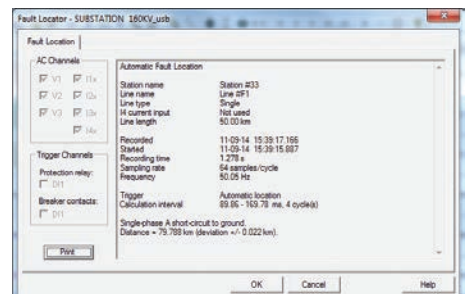 Fault Locator - SUBSTATION 160KV_usb
Fault Location
AC Channels
V1 I1x
V2 I2x
V3 I3x
I4x
Trigger Channels
Protection relay:
DI1
Breaker contacts:
DI1
Print
Automatic Fault Location
Station name Station #33
Line name Line #F1
Line type Single
I4 current input Not used
Line length 50.00 km
Recorded 11-09-14 15:39:17.166
Started 11-09-14 15:39:15.887
Recording time 1.278 s
Sampling rate 64 samples/cycle
Frequency 50.05 Hz
Trigger Automatic location
Calculation interval 89.86 - 169.78 ms, 4 cycle(s)
Single-phase A short-circuit to ground.
Distance = 79.788 km (deviation +/- 0.022 km).
OK Cancel Help